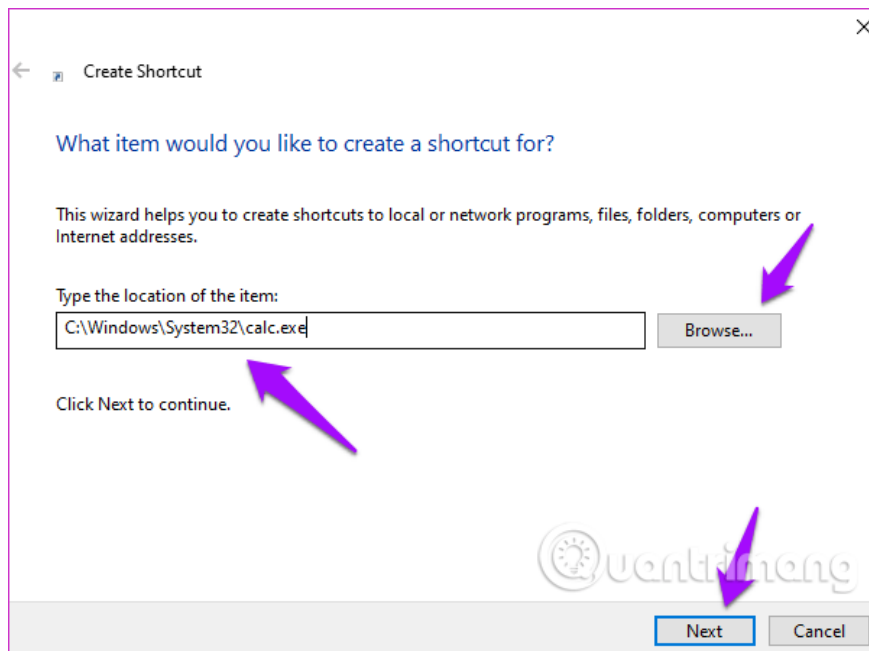 Create Shortcut
What item would you like to create a shortcut for?
This wizard helps you to create shortcuts to local or network programs, files, folders, computers or
Internet addresses.
Type the location of the item:
C:\Windows\System32\calc.exe
Browse...
Click Next to continue.
Quantrimang
Next
Cancel